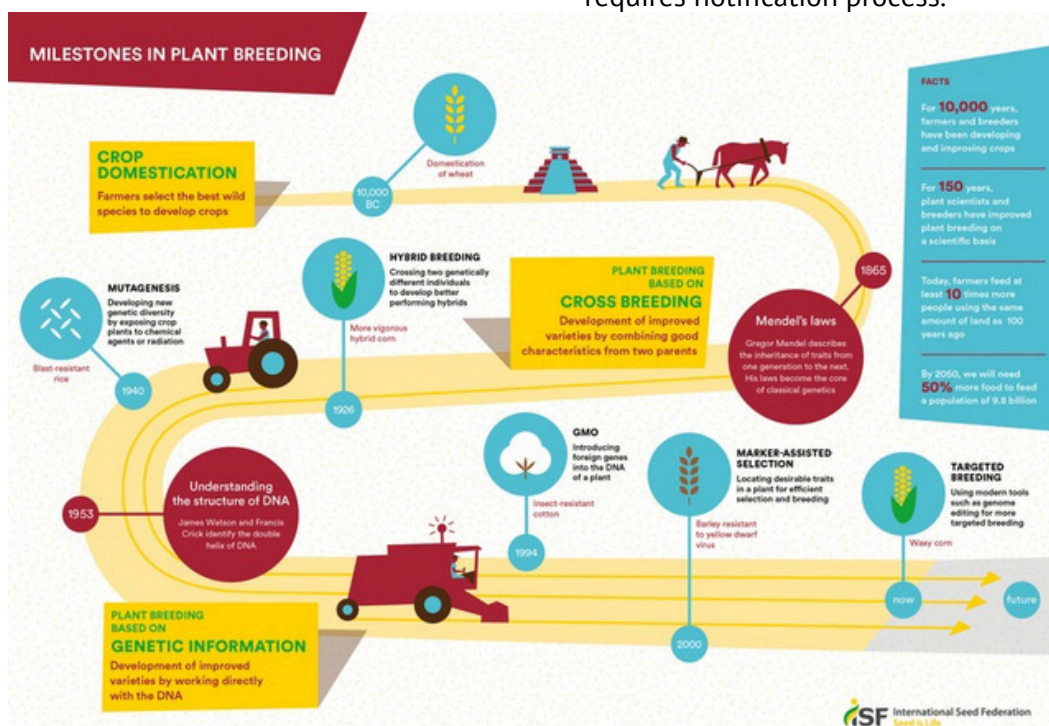 requires notification process.
MILESTONES IN PLANT BREEDING
CROP
DOMESTICATION
Farmers select the best wild
species to develop crops
10,000
BC
Domestication
of wheat
FACTS
For 10,000 years,
farmers and breeders
have been developing
and improving crops
For 150 years,
plant scientists and
breeders have improved
plant breeding on
a scientific basis
Today, farmers feed at
least 10 times more
people using the same
amount of land as 100
years ago
By 2050, we will need
50% more food to feed
a population of 9.8 billion
1865
Mendel's laws
Gregor Mendel describes
the inheritance of traits from
one generation to the next.
His laws become the core
of classical genetics
PLANT BREEDING
BASED ON
CROSS BREEDING
Development of improved
varieties by combining good
characteristics from two parents
HYBRID BREEDING
Crossing two genetically
different individuals
to develop better
performing hybrids
More vigorous
hybrid corn
1926
MUTAGENESIS
Developing new
genetic diversity
by exposing crop
plants to chemical
agents or radiation
Blast-resistant
rice
1940
1953
Understanding
the structure of DNA
James Watson and Francis
Crick identify the double
helix of DNA
PLANT BREEDING
BASED ON
GENETIC INFORMATION
Development of improved
varieties by working directly
with the DNA
GMO
Introducing
foreign genes
into the DNA
of a plant
Insect-resistant
cotton
1994
MARKER-ASSISTED
SELECTION
Locating desirable traits
in a plant for efficient
selection and breeding
Barley resistant
to yellow dwarf
virus
2000
TARGETED
BREEDING
Using modern tools
such as genome
editing for more
targeted breeding
Waxy corn
now
future
iSF International Seed Federation
Seed is Life